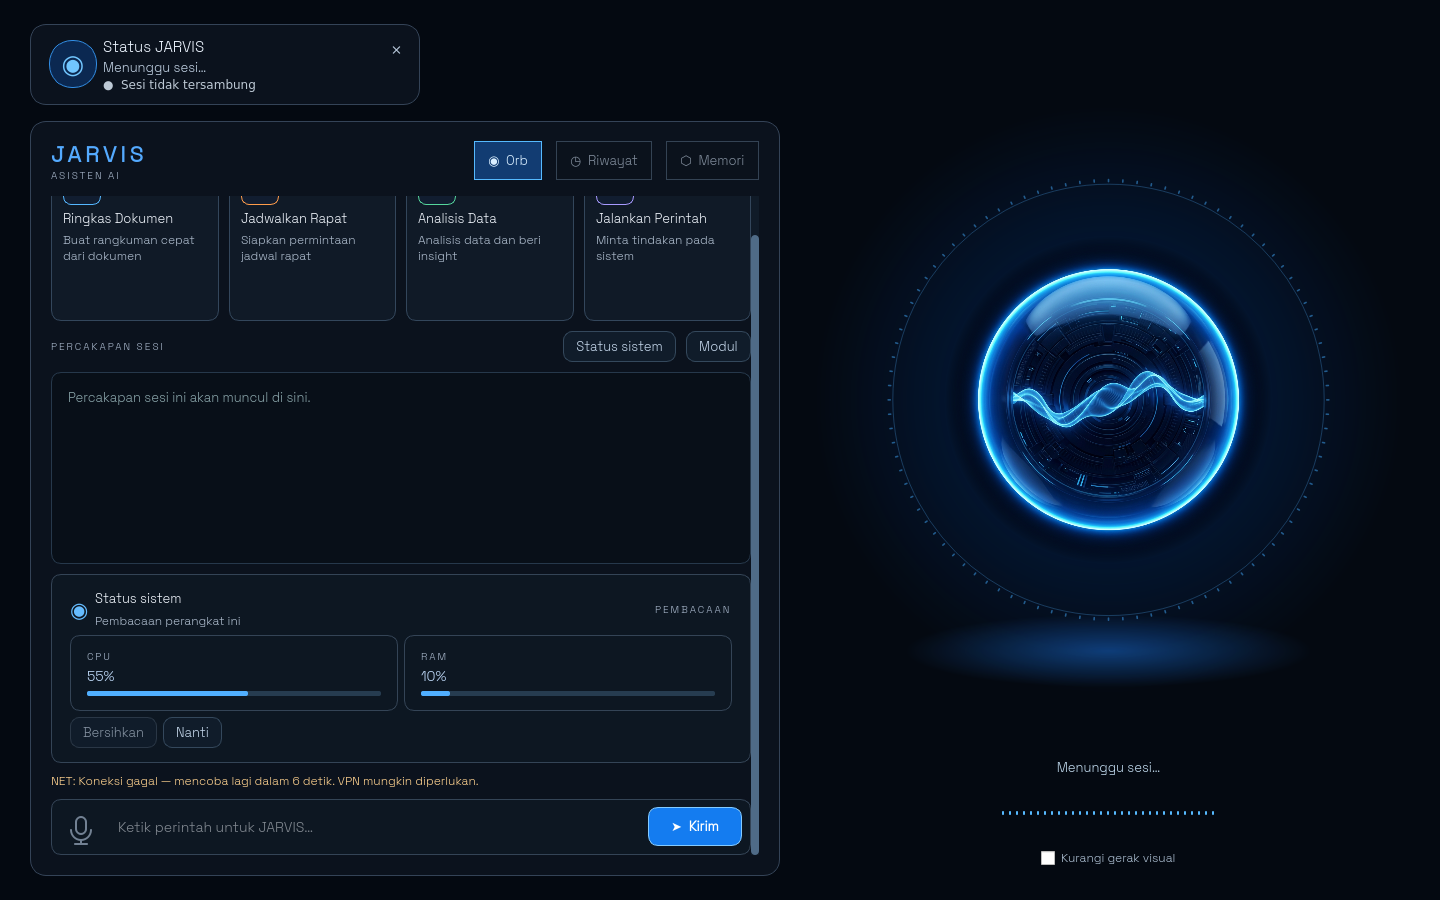 Status JARVIS
Menunggu sesi...
Sesi tidak tersambung
JARVIS
ASISTEN AI
Orb
Riwayat
Memori
Ringkas Dokumen
Buat rangkuman cepat
dari dokumen
Jadwalkan Rapat
Siapkan permintaan
jadwal rapat
Analisis Data
Analisis data dan beri
insight
Jalankan Perintah
Minta tindakan pada
sistem
PERCAKAPAN SESI
Status sistem
Modul
Percakapan sesi ini akan muncul di sini.
Status sistem
Pembacaan perangkat ini
PEMBACAAN
CPU
55%
RAM
10%
Bersihkan
Nanti
NET: Koneksi gagal — mencoba lagi dalam 6 detik. VPN mungkin diperlukan.
Ketik perintah untuk JARVIS...
Kirim
Menunggu sesi...
Kurangi gerak visual